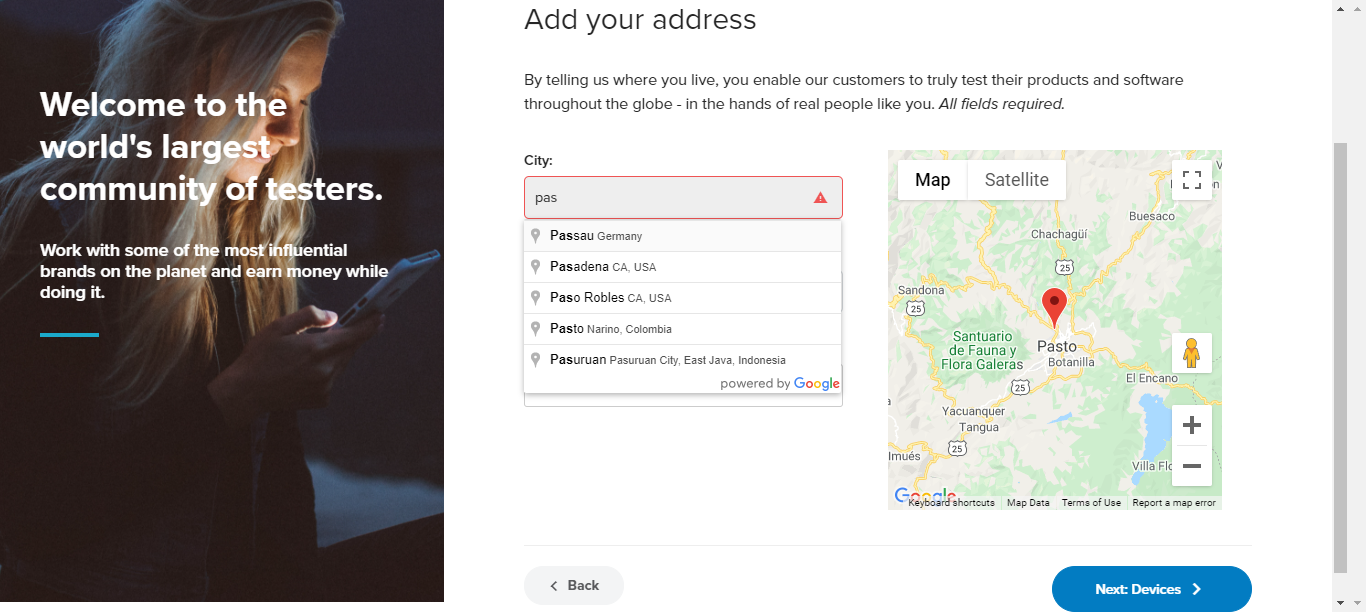 Welcome to the
world's largest
community of testers.
Work with some of the most influential
brands on the planet and earn money while
doing it.
Add your address
By telling us where you live, you enable our customers to truly test their products and software
throughout the globe - in the hands of real people like you. All fields required.
City:
pas
Passau Germany
Pasadena CA, USA
Paso Robles CA, USA
Pasto Narino, Colombia
Pasuruan Pasuruan City, East Java, Indonesia
powered by Google
Map
Satellite
Buesaco
Chachagüí
25
Sandona
25
Santuario
de Fauna y
Flora Galeras
Pasto
Botanilla
El Encano
25
Yacuanquer
Tangua
25
Google
Keyboard shortcuts
Map Data
Terms of Use
Report a map error
Back
Next: Devices